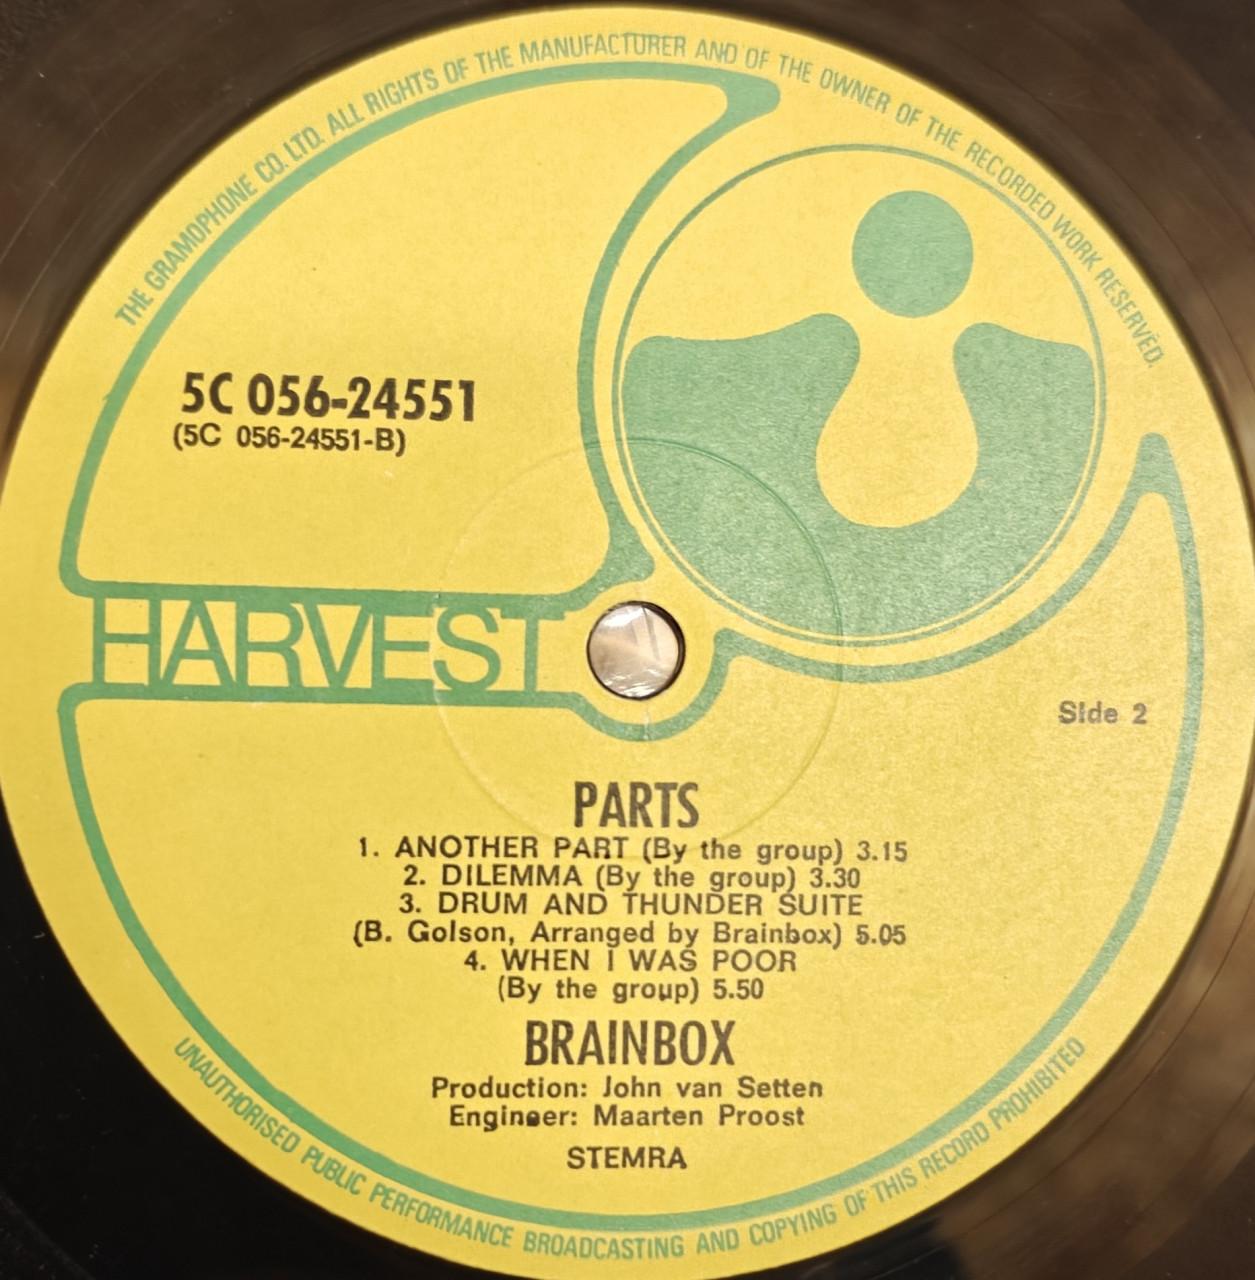 THE GRAMOPHONE CO. LTD. ALL RIGHTS OF THE MANUFACTURER AND OF THE OWNER OF THE RECORDED WORK RESERVED.
5C 056-24551
(5C 056-24551-B)
HARVEST
Side 2
PARTS
1. ANOTHER PART (By the group) 3.15
2. DILEMMA (By the group) 3.30
3. DRUM AND THUNDER SUITE
(B. Golson, Arranged by Brainbox) 5.05
4. WHEN I WAS POOR
(By the group) 5.50
BRAINBOX
Production: John van Setten
Engineer: Maarten Proost
STEMRA
UNAUTHORISED PUBLIC PERFORMANCE BROADCASTING AND COPYING OF THIS RECORD PROHIBITED